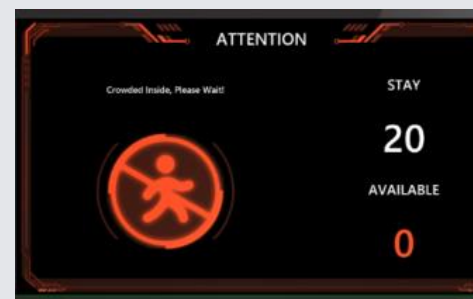 ATTENTION
Crowded Inside, Please Wait!
STAY
20
AVAILABLE
0